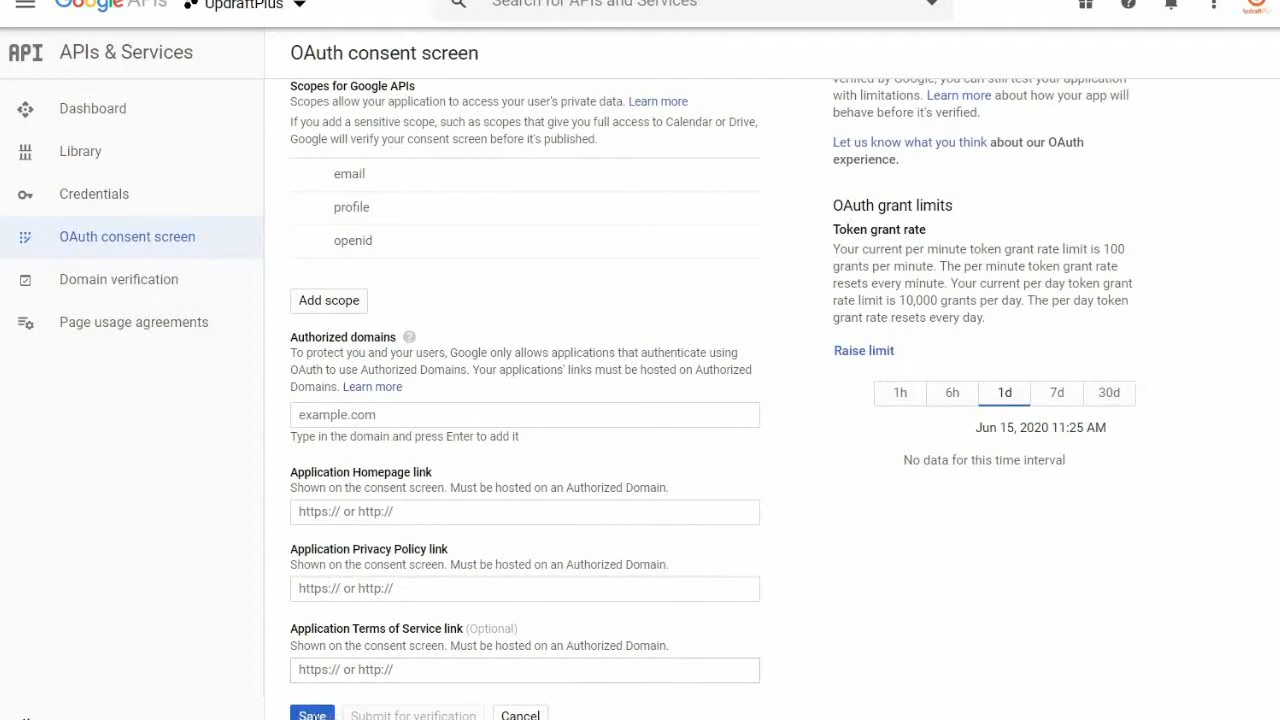 Google APIs
UpdraftPlus
Search for APIs and Services
API APIs & Services
Dashboard
Library
Credentials
OAuth consent screen
Domain verification
Page usage agreements
OAuth consent screen
Scopes for Google APIs
Scopes allow your application to access your user's private data. Learn more
If you add a sensitive scope, such as scopes that give you full access to Calendar or Drive,
Google will verify your consent screen before it's published.
email
profile
openid
Add scope
Authorized domains ?
To protect you and your users, Google only allows applications that authenticate using
OAuth to use Authorized Domains. Your applications' links must be hosted on Authorized
Domains. Learn more
example.com
Type in the domain and press Enter to add it
Application Homepage link
Shown on the consent screen. Must be hosted on an Authorized Domain.
https:// or http://
Application Privacy Policy link
Shown on the consent screen. Must be hosted on an Authorized Domain.
https:// or http://
Application Terms of Service link (Optional)
Shown on the consent screen. Must be hosted on an Authorized Domain.
https:// or http://
Save Submit for verification Cancel
verified by Google, you can still test your application
with limitations. Learn more about how your app will
behave before it's verified.
Let us know what you think about our OAuth
experience.
OAuth grant limits
Token grant rate
Your current per minute token grant rate limit is 100
grants per minute. The per minute token grant rate
resets every minute. Your current per day token grant
rate limit is 10,000 grants per day. The per day token
grant rate resets every day.
Raise limit
1h 6h 1d 7d 30d
Jun 15, 2020 11:25 AM
No data for this time interval